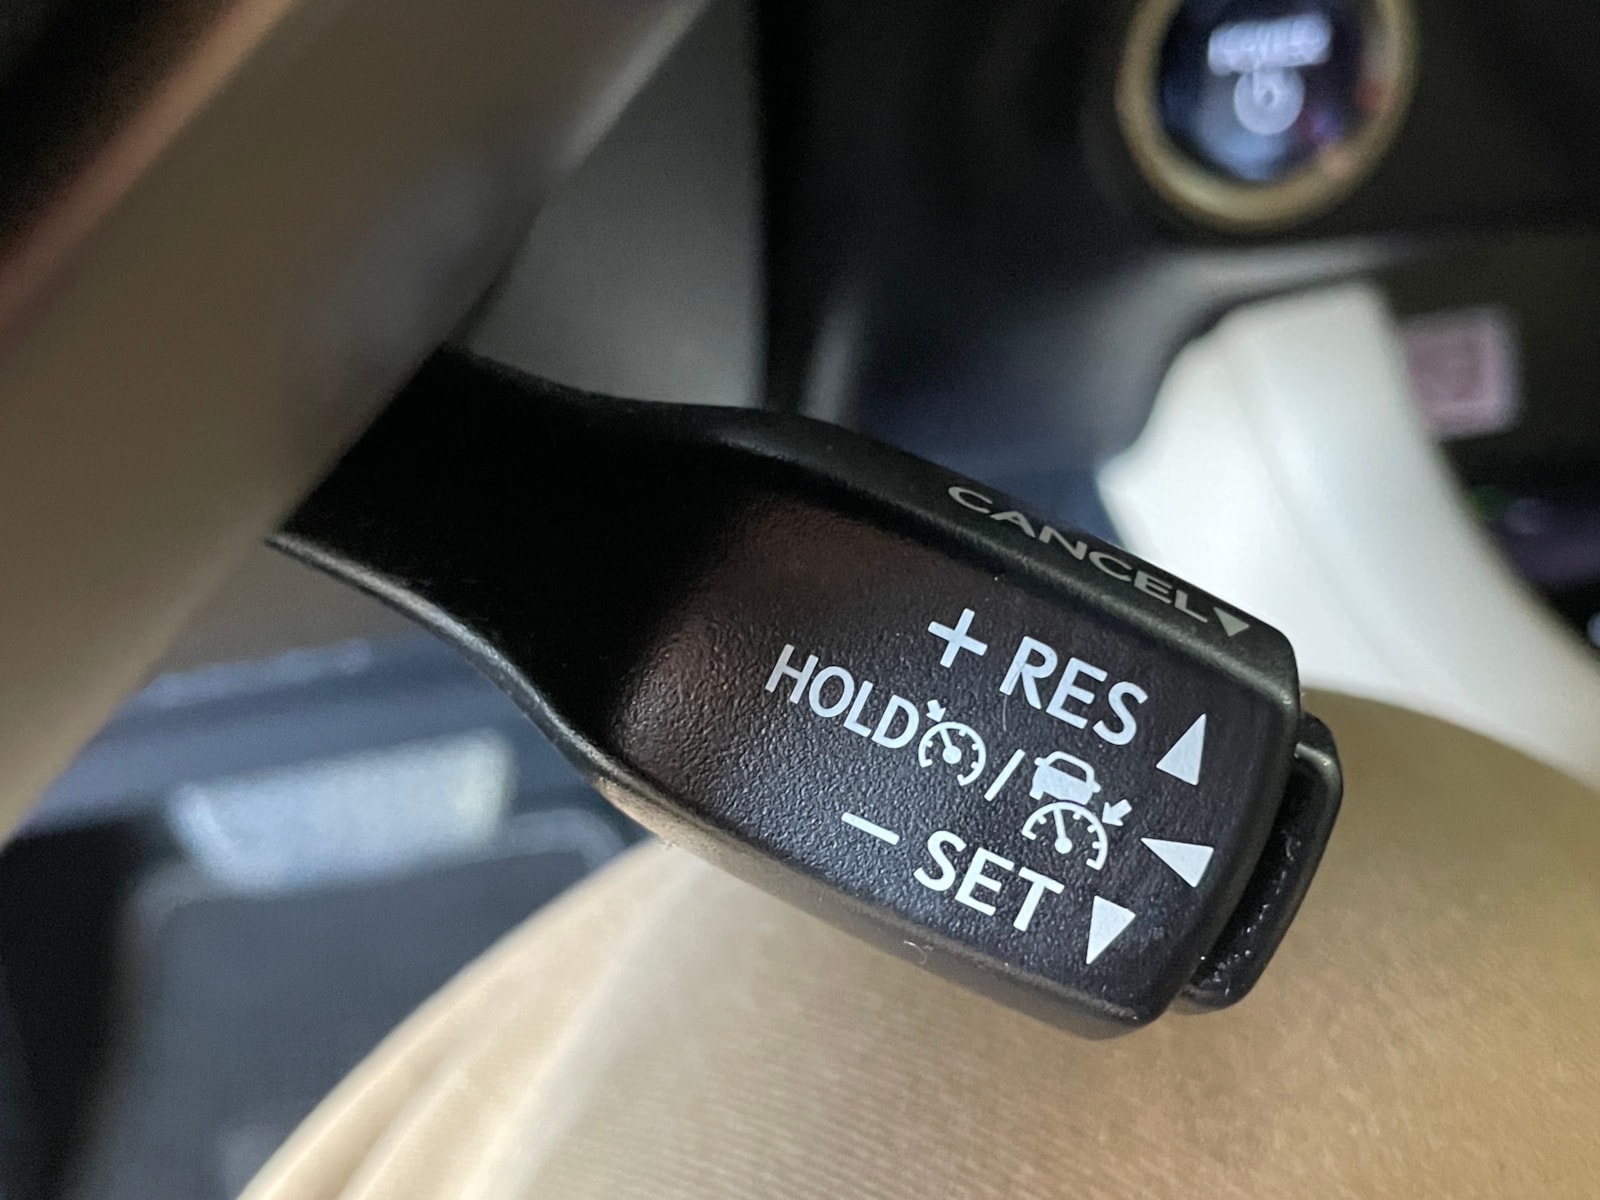 CANCEL
+ RES
HOLD /
– SET